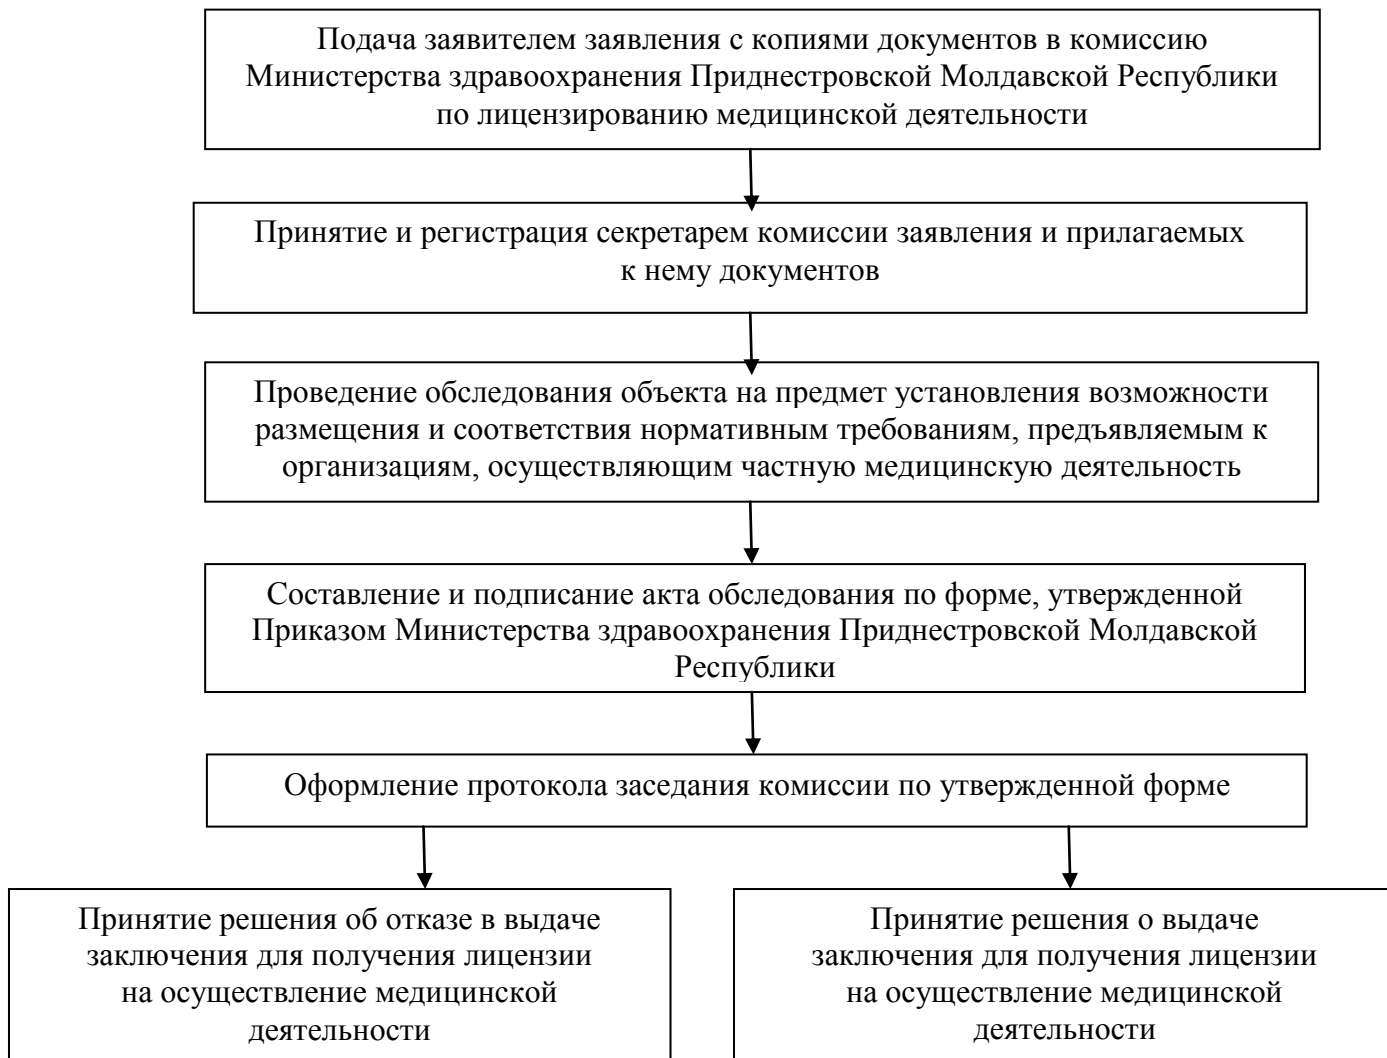 Подача заявителем заявления с копиями документов в комиссию
Министерства здравоохранения Приднестровской Молдавской Республики
по лицензированию медицинской деятельности
Принятие и регистрация секретарем комиссии заявления и прилагаемых
к нему документов
Проведение обследования объекта на предмет установления возможности
размещения и соответствия нормативным требованиям, предъявляемым к
организациям, осуществляющим частную медицинскую деятельность
Составление и подписание акта обследования по форме, утвержденной
Приказом Министерства здравоохранения Приднестровской Молдавской
Республики
Оформление протокола заседания комиссии по утвержденной форме
Принятие решения об отказе в выдаче
заключения для получения лицензии
на осуществление медицинской
деятельности
Принятие решения о выдаче
заключения для получения лицензии
на осуществление медицинской
деятельности